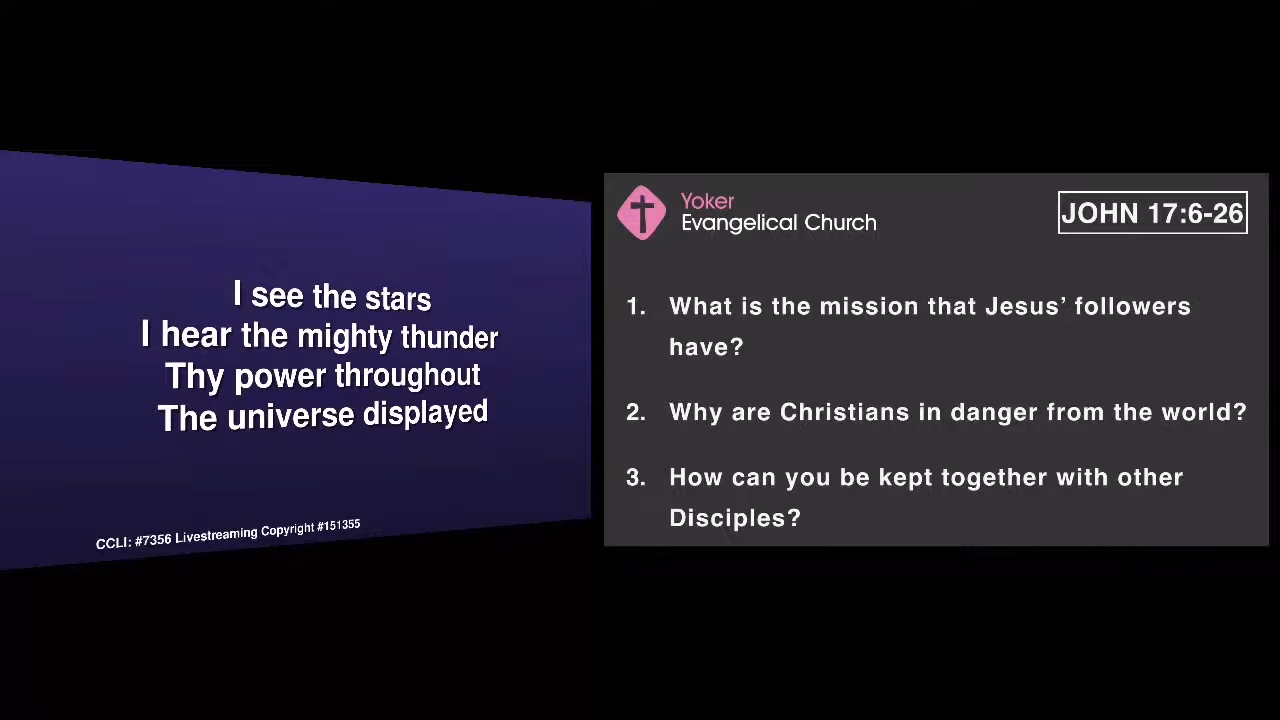 I see the stars
I hear the mighty thunder
Thy power throughout
The universe displayed
CCLI: #7356 Livestreaming Copyright #151355
Yoker
Evangelical Church
JOHN 17:6-26
1. What is the mission that Jesus’ followers
have?
2. Why are Christians in danger from the world?
3. How can you be kept together with other
Disciples?